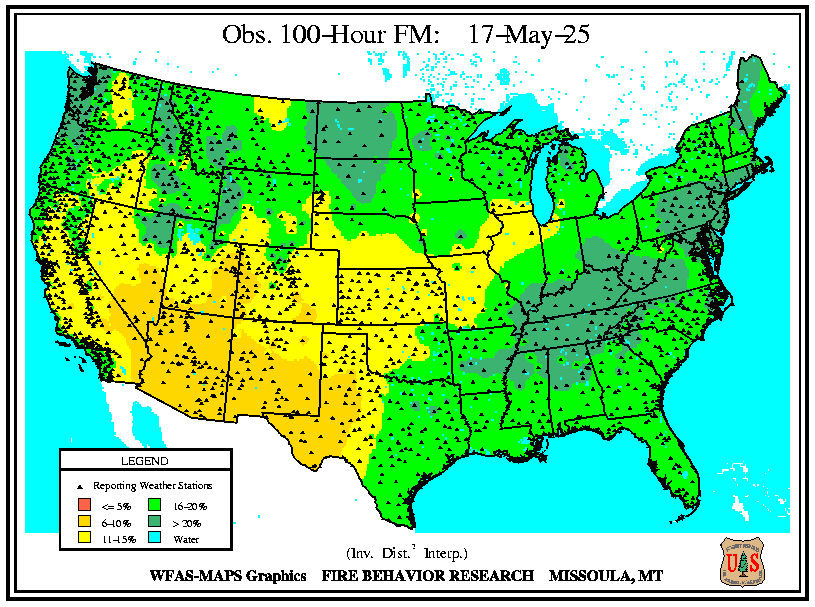 Obs. 100-Hour FM: 17-May-25
LEGEND
Reporting Weather Stations
<= 5% 16-20%
6-10% > 20%
11-15% Water
(Inv. Dist.² Interp.)
WFAS-MAPS Graphics FIRE BEHAVIOR RESEARCH MISSOULA, MT
U S